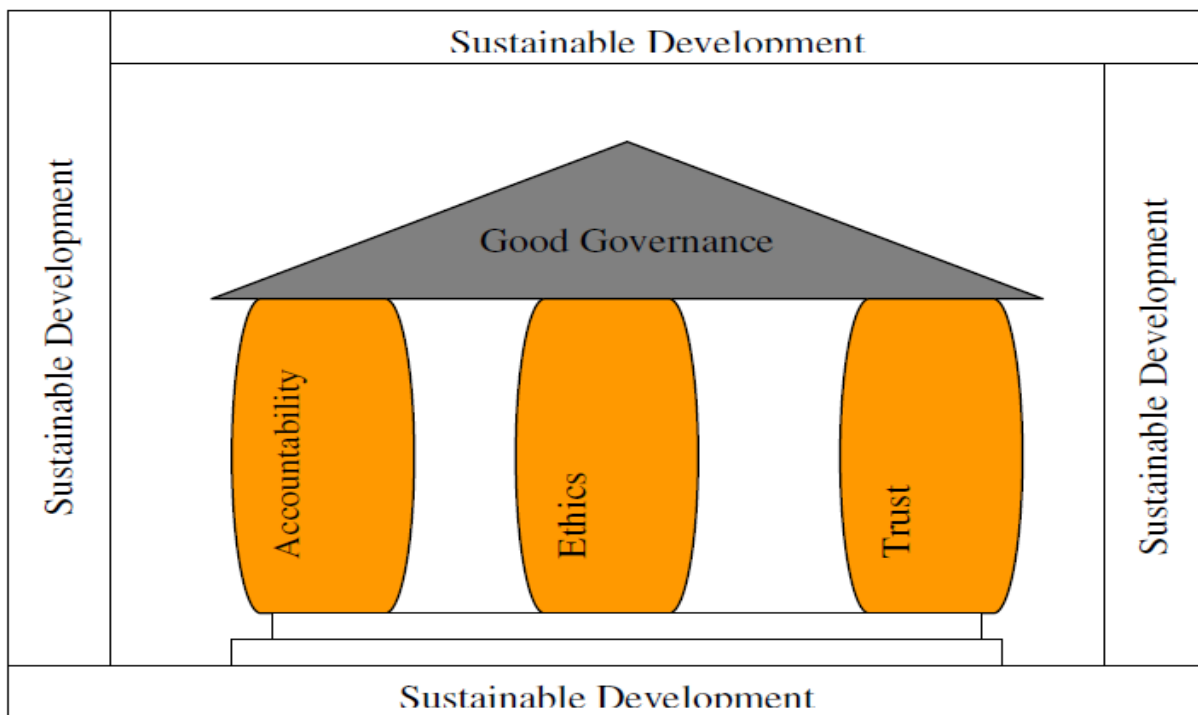 Sustainable Development
Sustainable Development
Good Governance
Accountability
Ethics
Trust
Sustainable Development
Sustainable Development